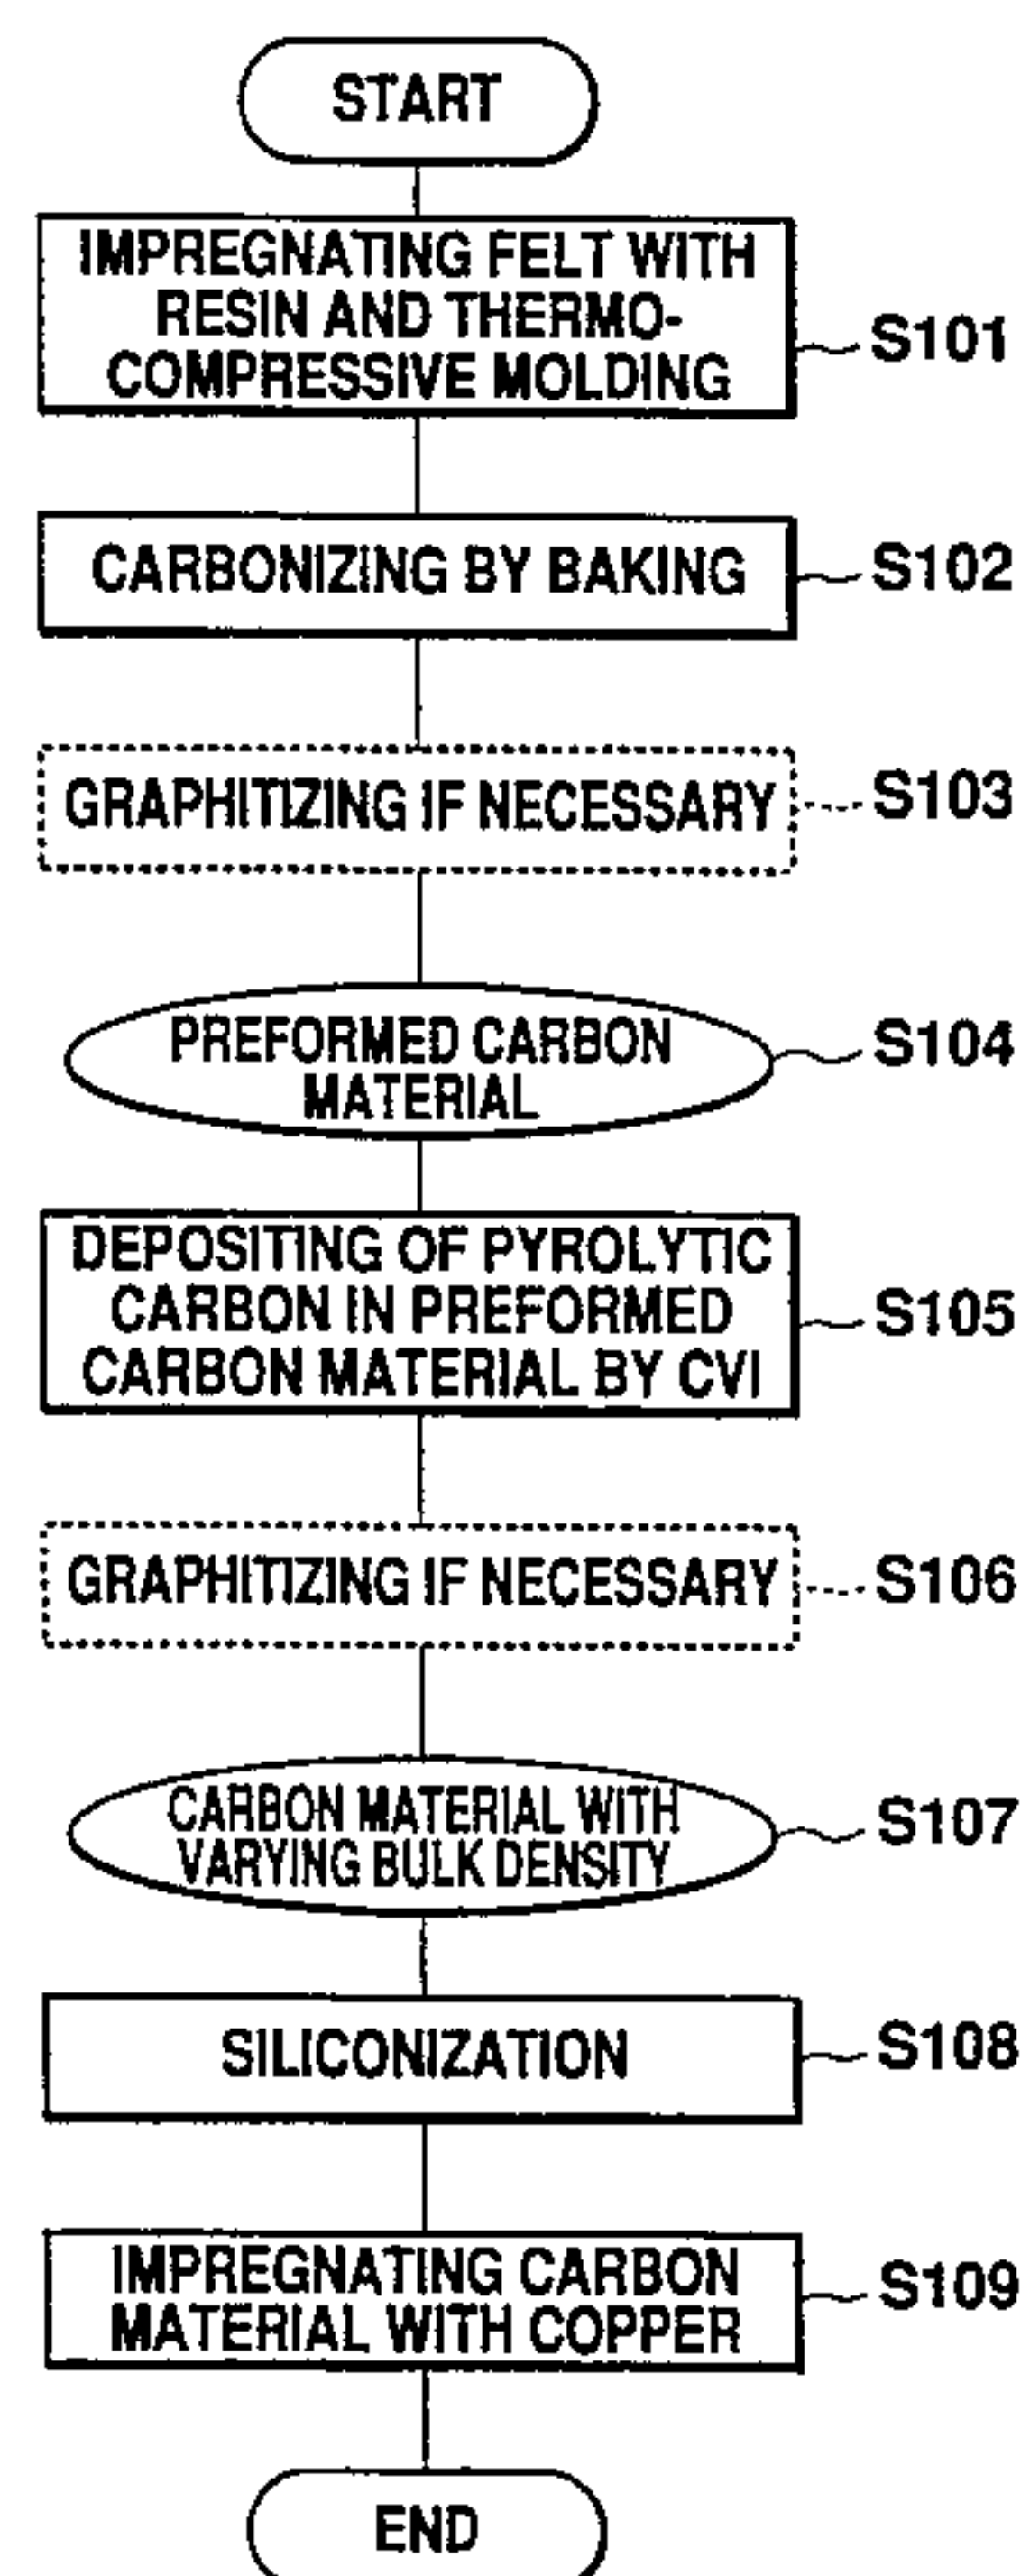 START
IMPREGNATING FELT WITH
RESIN AND THERMO-
COMPRESSIVE MOLDING
S101
CARBONIZING BY BAKING
S102
GRAPHITIZING IF NECESSARY
S103
PREFORMED CARBON
MATERIAL
S104
DEPOSITING OF PYROLYTIC
CARBON IN PREFORMED
CARBON MATERIAL BY CVI
S105
GRAPHITIZING IF NECESSARY
S106
CARBON MATERIAL WITH
VARYING BULK DENSITY
S107
SILICONIZATION
S108
IMPREGNATING CARBON
MATERIAL WITH COPPER
S109
END